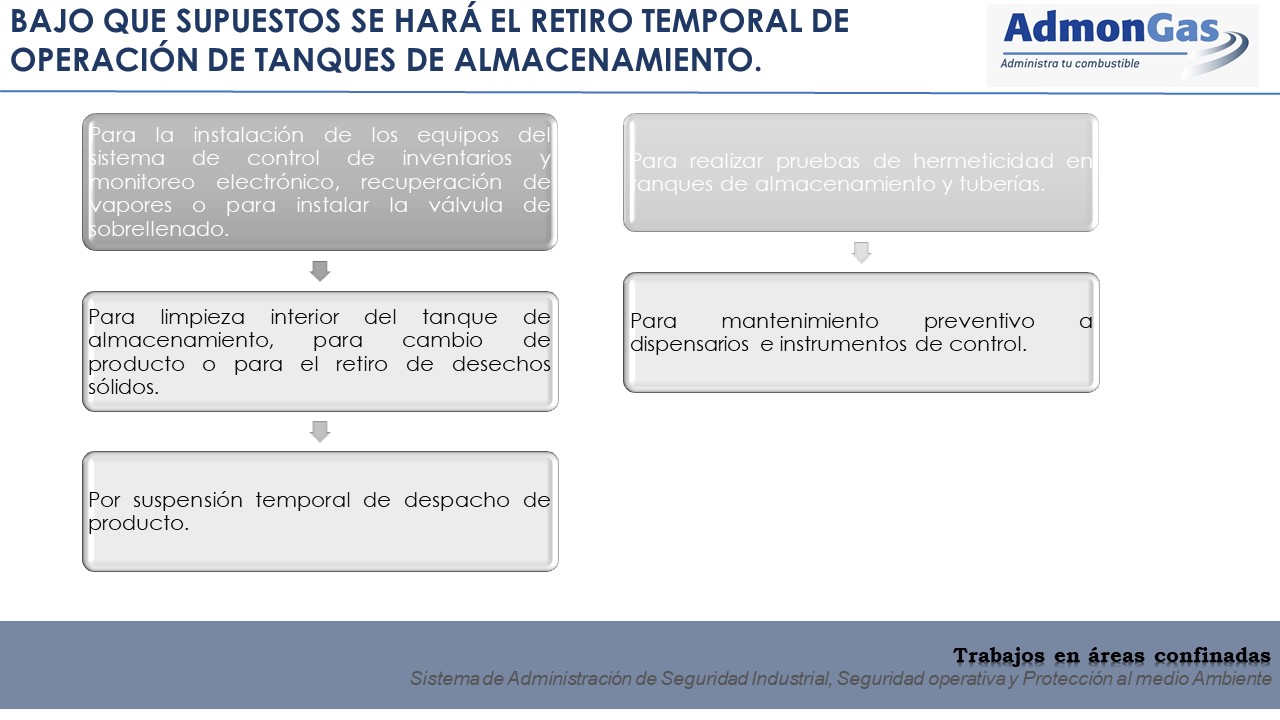 BAJO QUE SUPUESTOS SE HARÁ EL RETIRO TEMPORAL DE
OPERACIÓN DE TANQUES DE ALMACENAMIENTO.
AdmonGas
Administra tu combustible
Para la instalación de los equipos del
sistema de control de inventarios y
monitoreo electrónico, recuperación de
vapores o para instalar la válvula de
sobrellenado.
Para limpieza interior del tanque de
almacenamiento, para cambio de
producto o para el retiro de desechos
sólidos.
Por suspensión temporal de despacho de
producto.
Para realizar pruebas de hermeticidad en
tanques de almacenamiento y tuberías.
Para mantenimiento preventivo a
dispensarios e instrumentos de control.
Trabajos en áreas confinadas
Sistema de Administración de Seguridad Industrial, Seguridad operativa y Protección al medio Ambiente